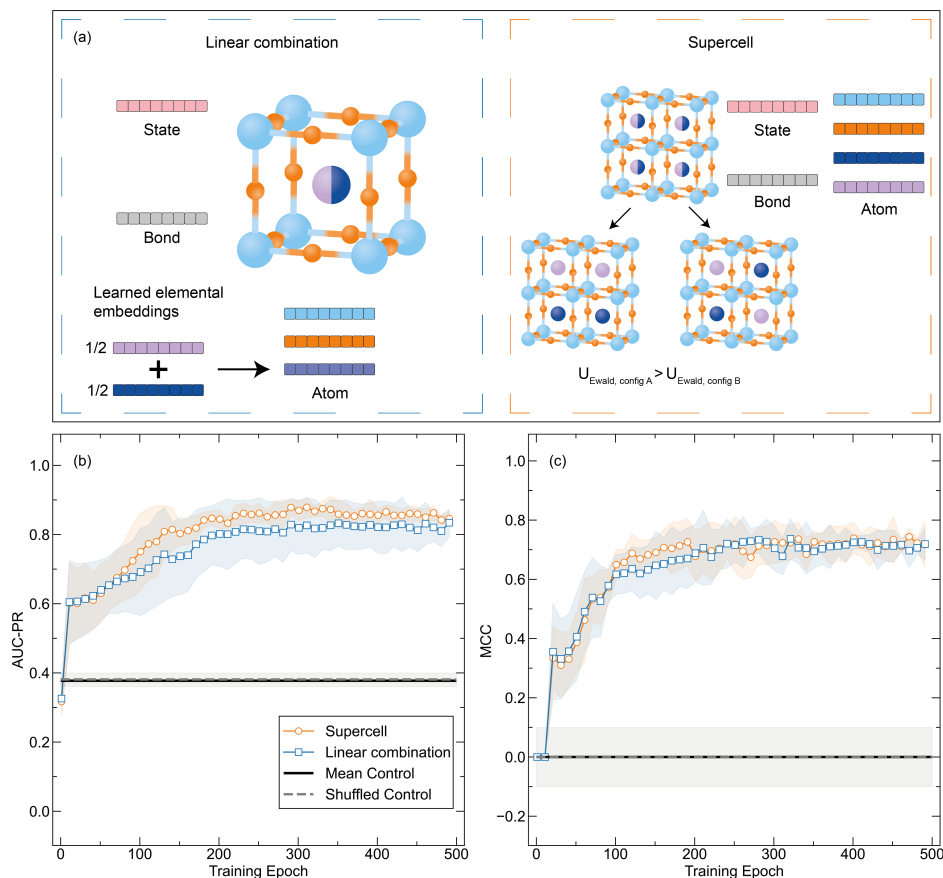 (a)
Linear combination
State
Bond
Learned elemental
embeddings
1/2
+
1/2
Atom
Supercell
State
Bond
Atom
U Ewald, config A > U Ewald, config B
(b)
1.0
0.8
0.6
0.4
0.2
0.0
AUC-PR
Supercell
Linear combination
Mean Control
Shuffled Control
0 100 200 300 400 500
Training Epoch
(c)
1.0
0.8
0.6
0.4
0.2
0.0
−0.2
MCC
0 100 200 300 400 500
Training Epoch